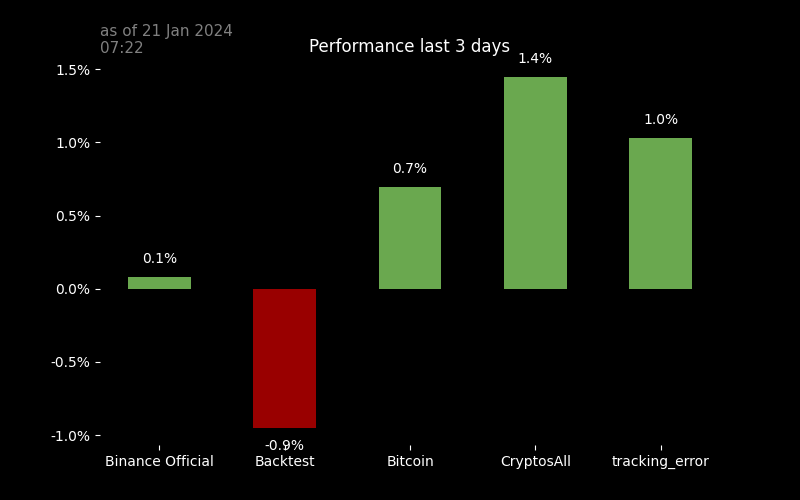 as of 21 Jan 2024
07:22
Performance last 3 days
1.5%
1.0%
0.5%
0.0%
-0.5%
-1.0%
0.1%
-0.9%
0.7%
1.4%
1.0%
Binance Official
Backtest
Bitcoin
CryptosAll
tracking_error